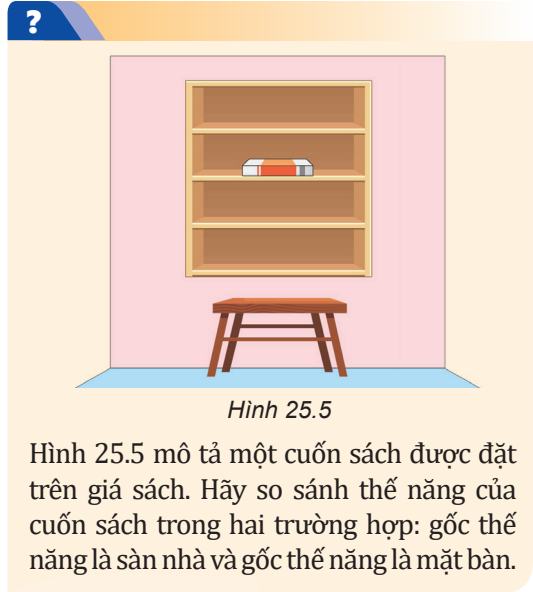 ?
Hình 25.5
Hình 25.5 mô tả một cuốn sách được đặt
trên giá sách. Hãy so sánh thế năng của
cuốn sách trong hai trường hợp: gốc thế
năng là sàn nhà và gốc thế năng là mặt bàn.